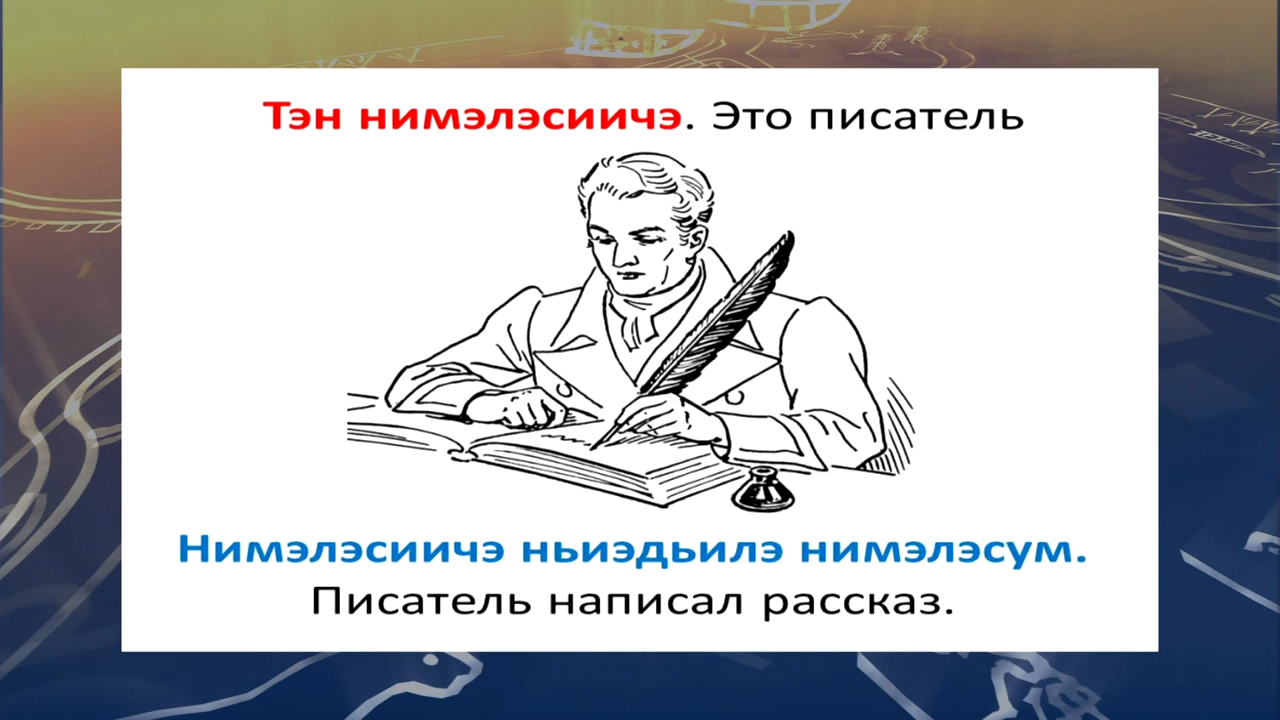 Тэн нимэлэсиичэ. Это писатель
Нимэлэсиичэ ньиэдьилэ нимэлэсум.
Писатель написал рассказ.